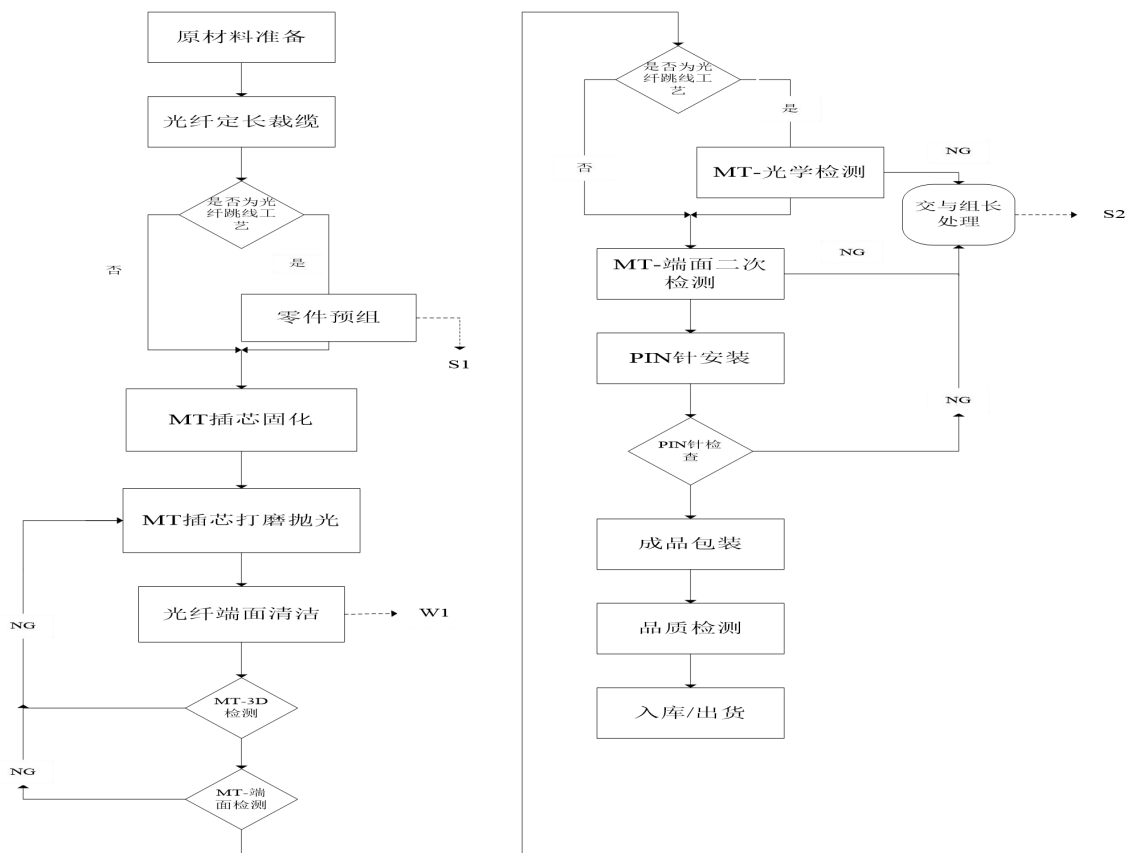 原材料准备
光纤定长裁缆
是否为光
纤跳线工
艺
否
是
零件预组
S1
MT插芯固化
MT插芯打磨抛光
光纤端面清洁
W1
NG
MT-3D
检测
NG
MT-端
面检测
是否为光
纤跳线工
艺
是
否
MT-光学检测
NG
交与组长
处理
S2
MT-端面二次
检测
NG
PIN针安装
NG
PIN针检
查
成品包装
品质检测
入库/出货